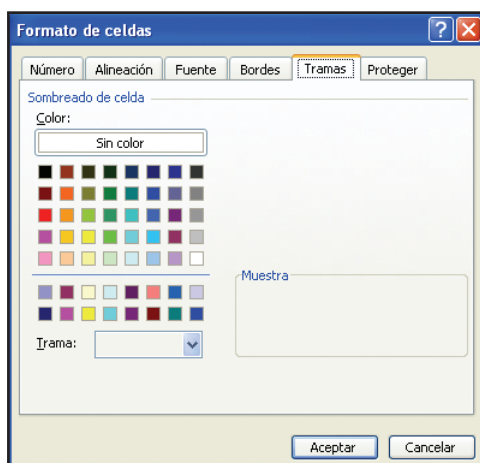 Formato de celdas
Número Alineación Fuente Bordes Tramas Proteger
Sombreado de celda
Color:
Sin color
Muestra
Trama:
Aceptar Cancelar